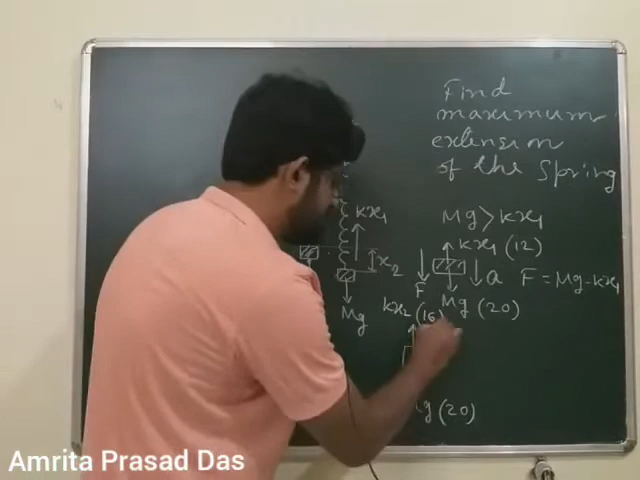 Find
maximum
extension
of the Spring
Mg > kx₁
kx₁ (12)
kx₁
x₂
a
F = Mg - kx₁
F
Mg (20)
kx₂ (16)
Mg
g (20)
Amrita Prasad Das